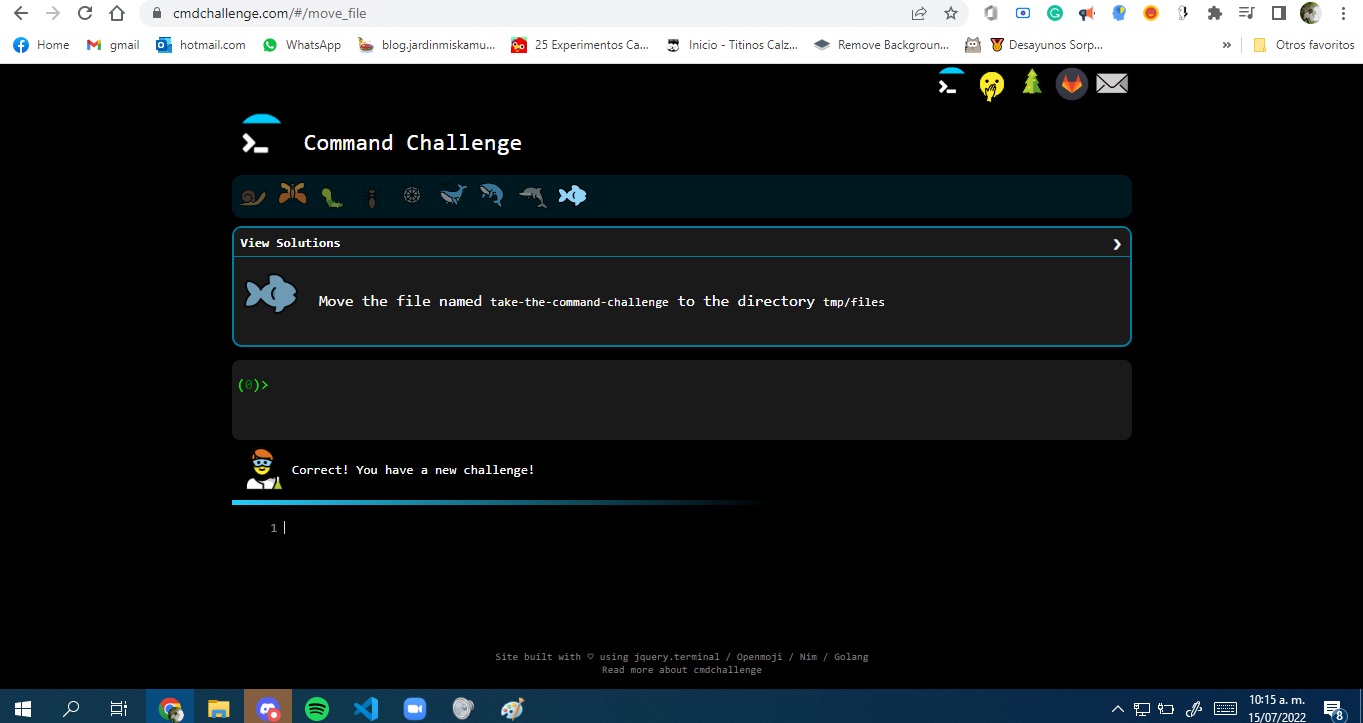 cmdchallenge.com/#/move_file
Home gmail hotmail.com WhatsApp blog.jardinmiskamu... 25 Experimentos Ca... Inicio - Titinos Calz... Remove Backgroun... Desayunos Sorp... » Otros favoritos
Command Challenge
View Solutions
Move the file named take-the-command-challenge to the directory tmp/files
(0)>
Correct! You have a new challenge!
1
Site built with ♡ using jquery.terminal / Openmoji / Nim / Golang
Read more about cmdchallenge
10:15 a. m.
15/07/2022
8